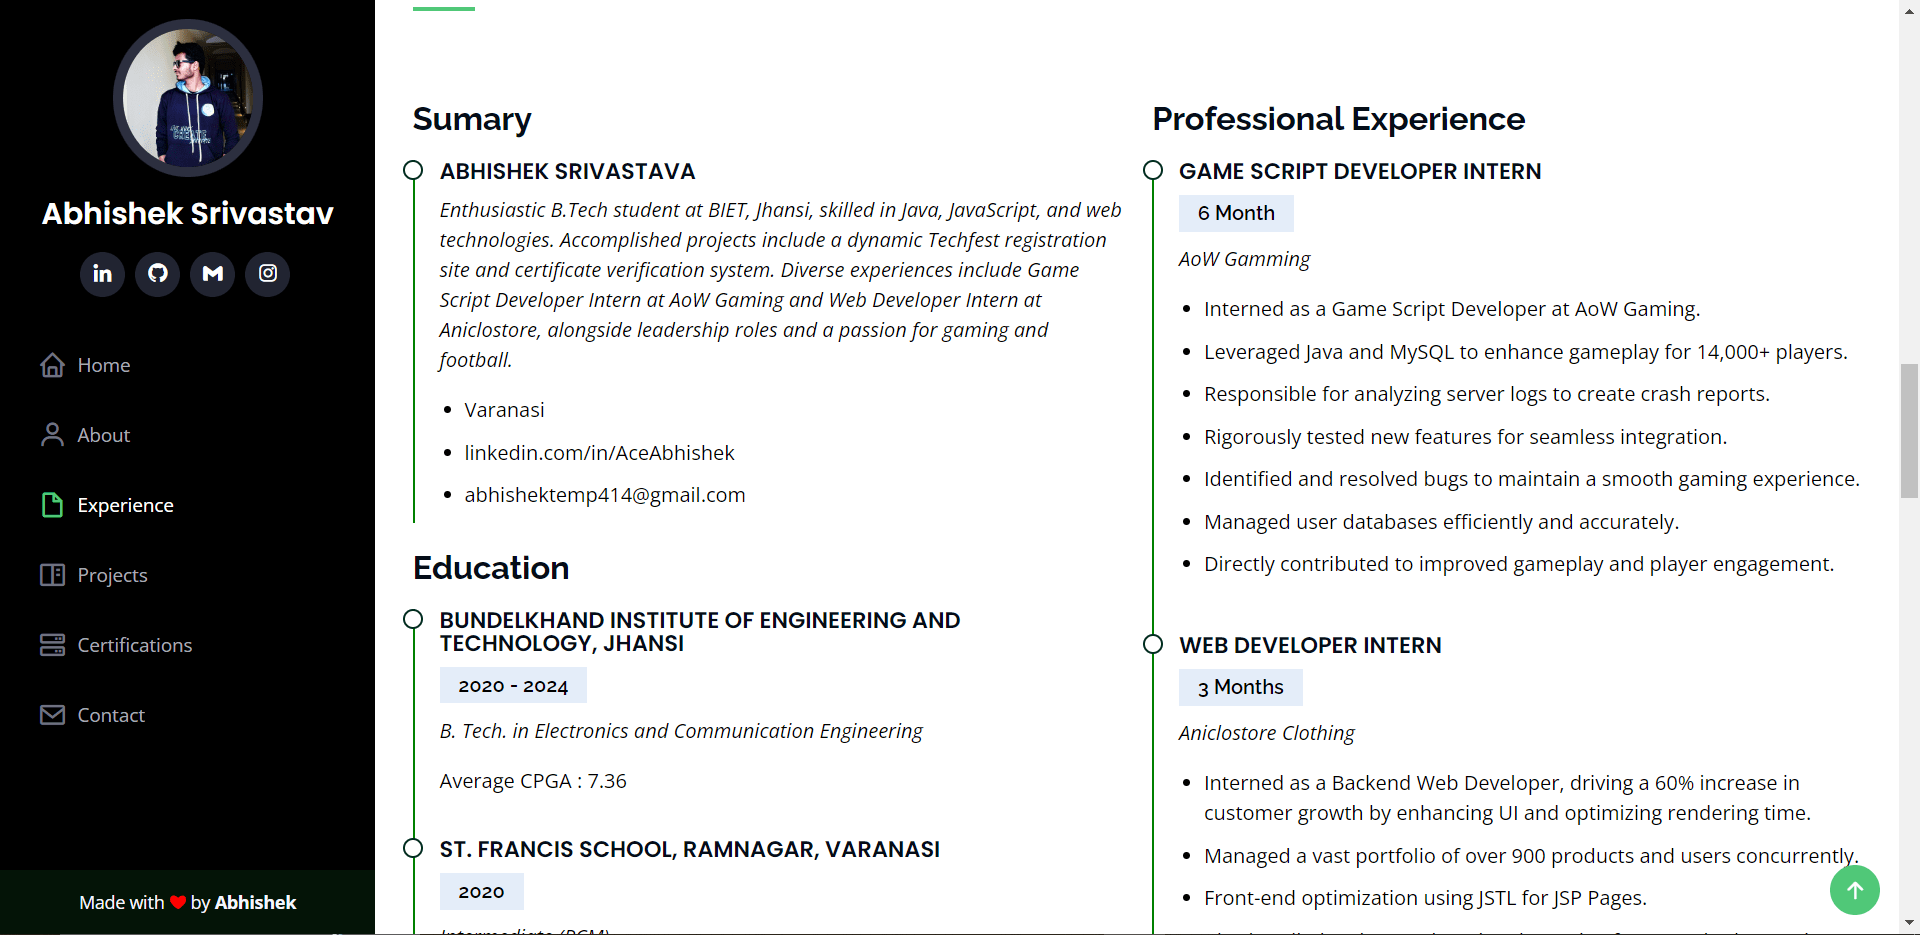 Abhishek Srivastav
Home
About
Experience
Projects
Certifications
Contact
Made with ❤ by Abhishek
Sumary
ABHISHEK SRIVASTAVA
Enthusiastic B.Tech student at BIET, Jhansi, skilled in Java, JavaScript, and web
technologies. Accomplished projects include a dynamic Techfest registration
site and certificate verification system. Diverse experiences include Game
Script Developer Intern at AoW Gaming and Web Developer Intern at
Aniclostore, alongside leadership roles and a passion for gaming and
football.
Varanasi
linkedin.com/in/AceAbhishek
abhishektemp414@gmail.com
Education
BUNDELKHAND INSTITUTE OF ENGINEERING AND
TECHNOLOGY, JHANSI
2020 - 2024
B. Tech. in Electronics and Communication Engineering
Average CPGA : 7.36
ST. FRANCIS SCHOOL, RAMNAGAR, VARANASI
2020
Intermediate (PCM)
Professional Experience
GAME SCRIPT DEVELOPER INTERN
6 Month
AoW Gamming
Interned as a Game Script Developer at AoW Gaming.
Leveraged Java and MySQL to enhance gameplay for 14,000+ players.
Responsible for analyzing server logs to create crash reports.
Rigorously tested new features for seamless integration.
Identified and resolved bugs to maintain a smooth gaming experience.
Managed user databases efficiently and accurately.
Directly contributed to improved gameplay and player engagement.
WEB DEVELOPER INTERN
3 Months
Aniclostore Clothing
Interned as a Backend Web Developer, driving a 60% increase in
customer growth by enhancing UI and optimizing rendering time.
Managed a vast portfolio of over 900 products and users concurrently.
Front-end optimization using JSTL for JSP Pages.